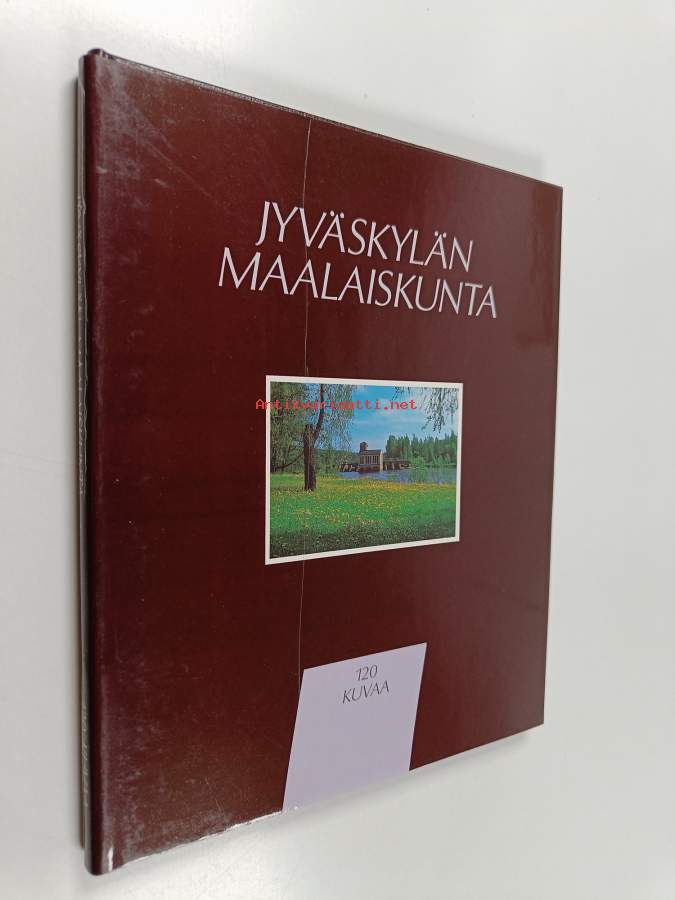 JYVÄSKYLÄN
MAALAISKUNTA
Antikvariaatti.net
120
KUVAA